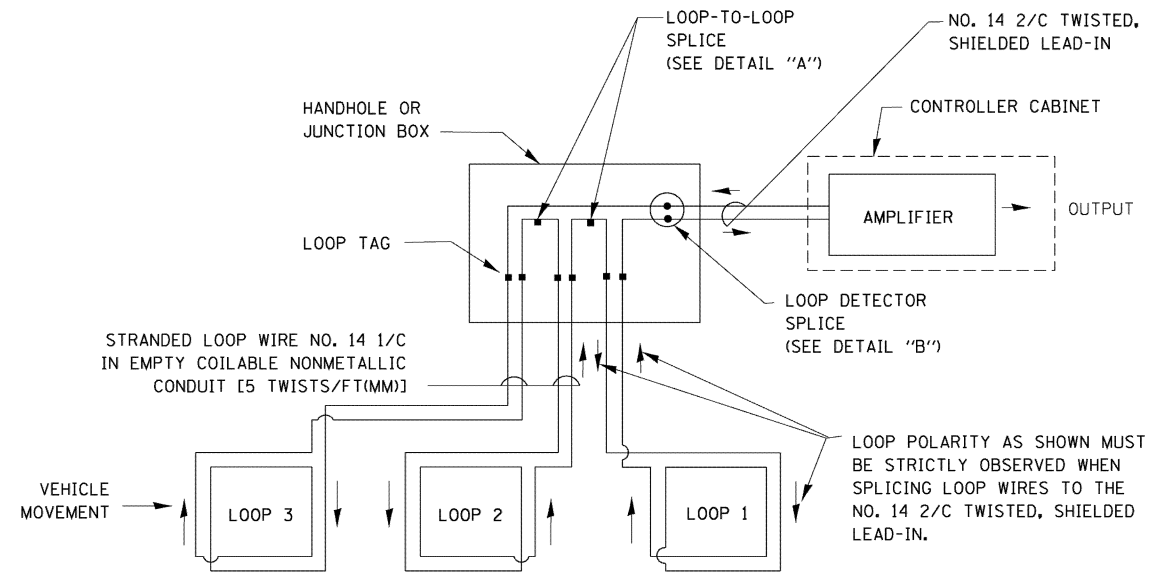 LOOP-TO-LOOP
SPLICE
(SEE DETAIL "A")
NO. 14 2/C TWISTED,
SHIELDED LEAD-IN
HANDHOLE OR
JUNCTION BOX
CONTROLLER CABINET
AMPLIFIER
OUTPUT
LOOP TAG
LOOP DETECTOR
SPLICE
(SEE DETAIL "B")
STRANDED LOOP WIRE NO. 14 1/C
IN EMPTY COILABLE NONMETALLIC
CONDUIT [5 TWISTS/FT(MM)]
LOOP POLARITY AS SHOWN MUST
BE STRICTLY OBSERVED WHEN
SPLICING LOOP WIRES TO THE
NO. 14 2/C TWISTED, SHIELDED
LEAD-IN.
VEHICLE
MOVEMENT
LOOP 3
LOOP 2
LOOP 1